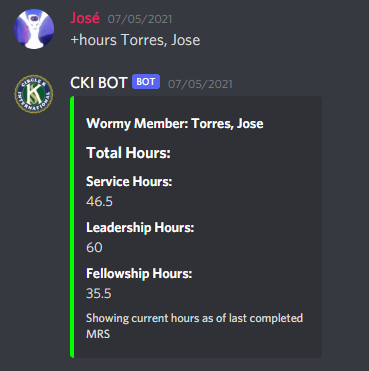 José 07/05/2021
+hours Torres, Jose
CKI BOT BOT 07/05/2021
Wormy Member: Torres, Jose
Total Hours:
Service Hours:
46.5
Leadership Hours:
60
Fellowship Hours:
35.5
Showing current hours as of last completed
MRS
CIRCLE K
INTERNATIONAL
K